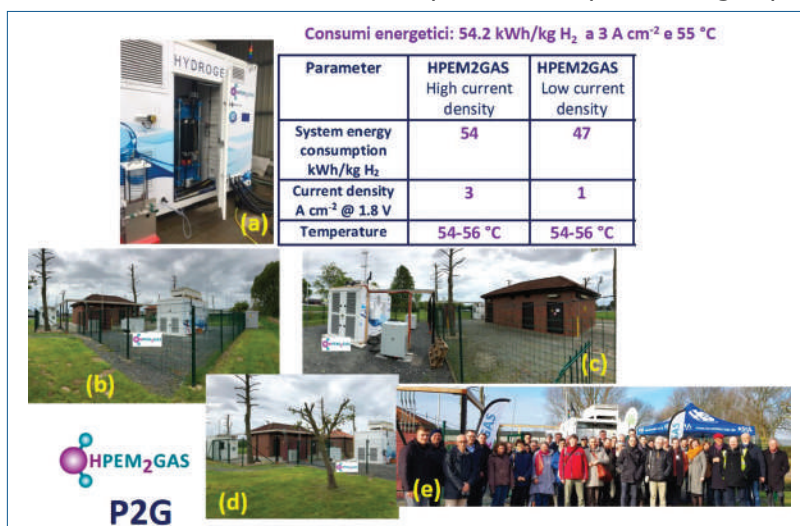 Consumi energetici: 54.2 kWh/kg H₂ a 3 A cm⁻² e 55 °C
Parameter
HPEM2GAS
High current
density
HPEM2GAS
Low current
density
System energy
consumption
kWh/kg H₂
54
47
Current density
A cm⁻² @ 1.8 V
3
1
Temperature
54-56 °C
54-56 °C
HYDROGE
(a)
(b)
(c)
(d)
(e)
HPEM₂GAS
P2G